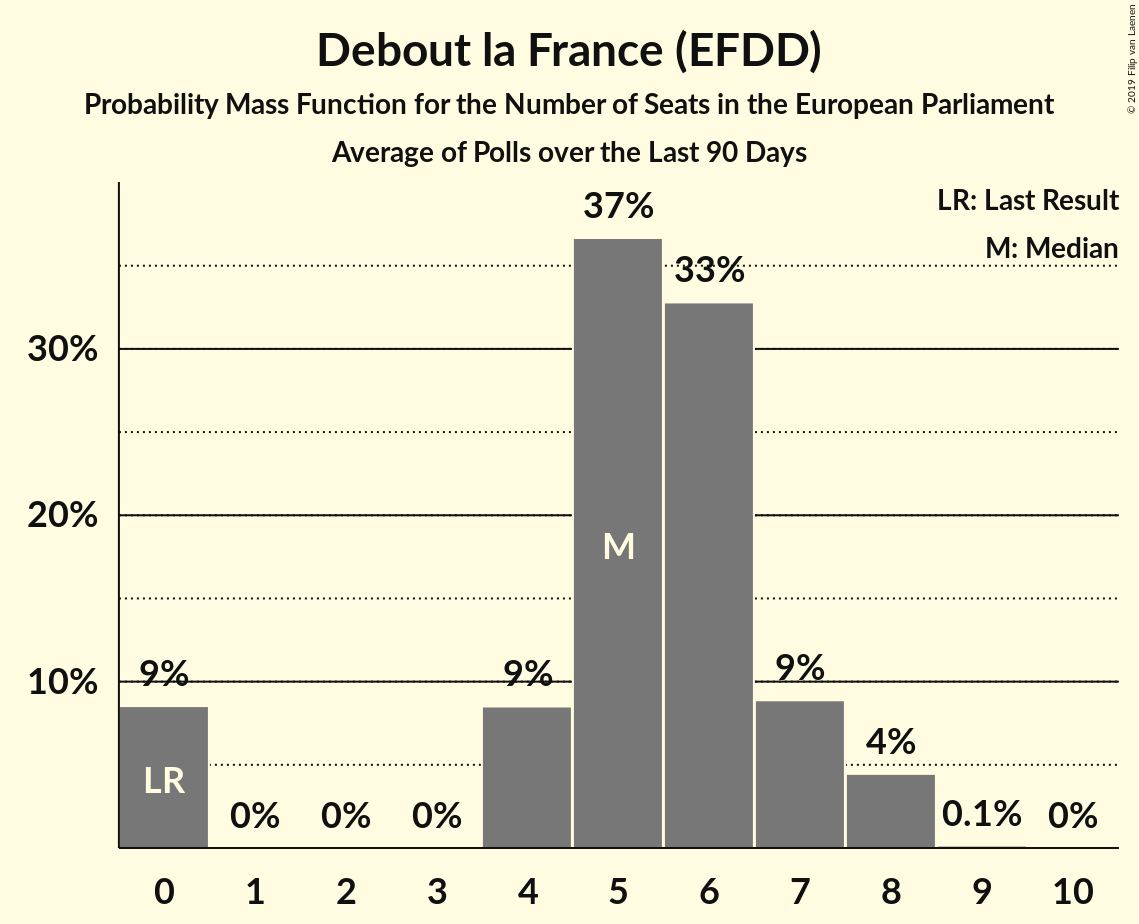 Debout la France (EFDD)
Probability Mass Function for the Number of Seats in the European Parliament
Average of Polls over the Last 90 Days
© 2019 Filip van Laenen
LR: Last Result
M: Median
37%
33%
30%
20%
10%
M
9%
9%
9%
4%
LR
0%
0%
0%
0.1%
0%
0 1 2 3 4 5 6 7 8 9 10